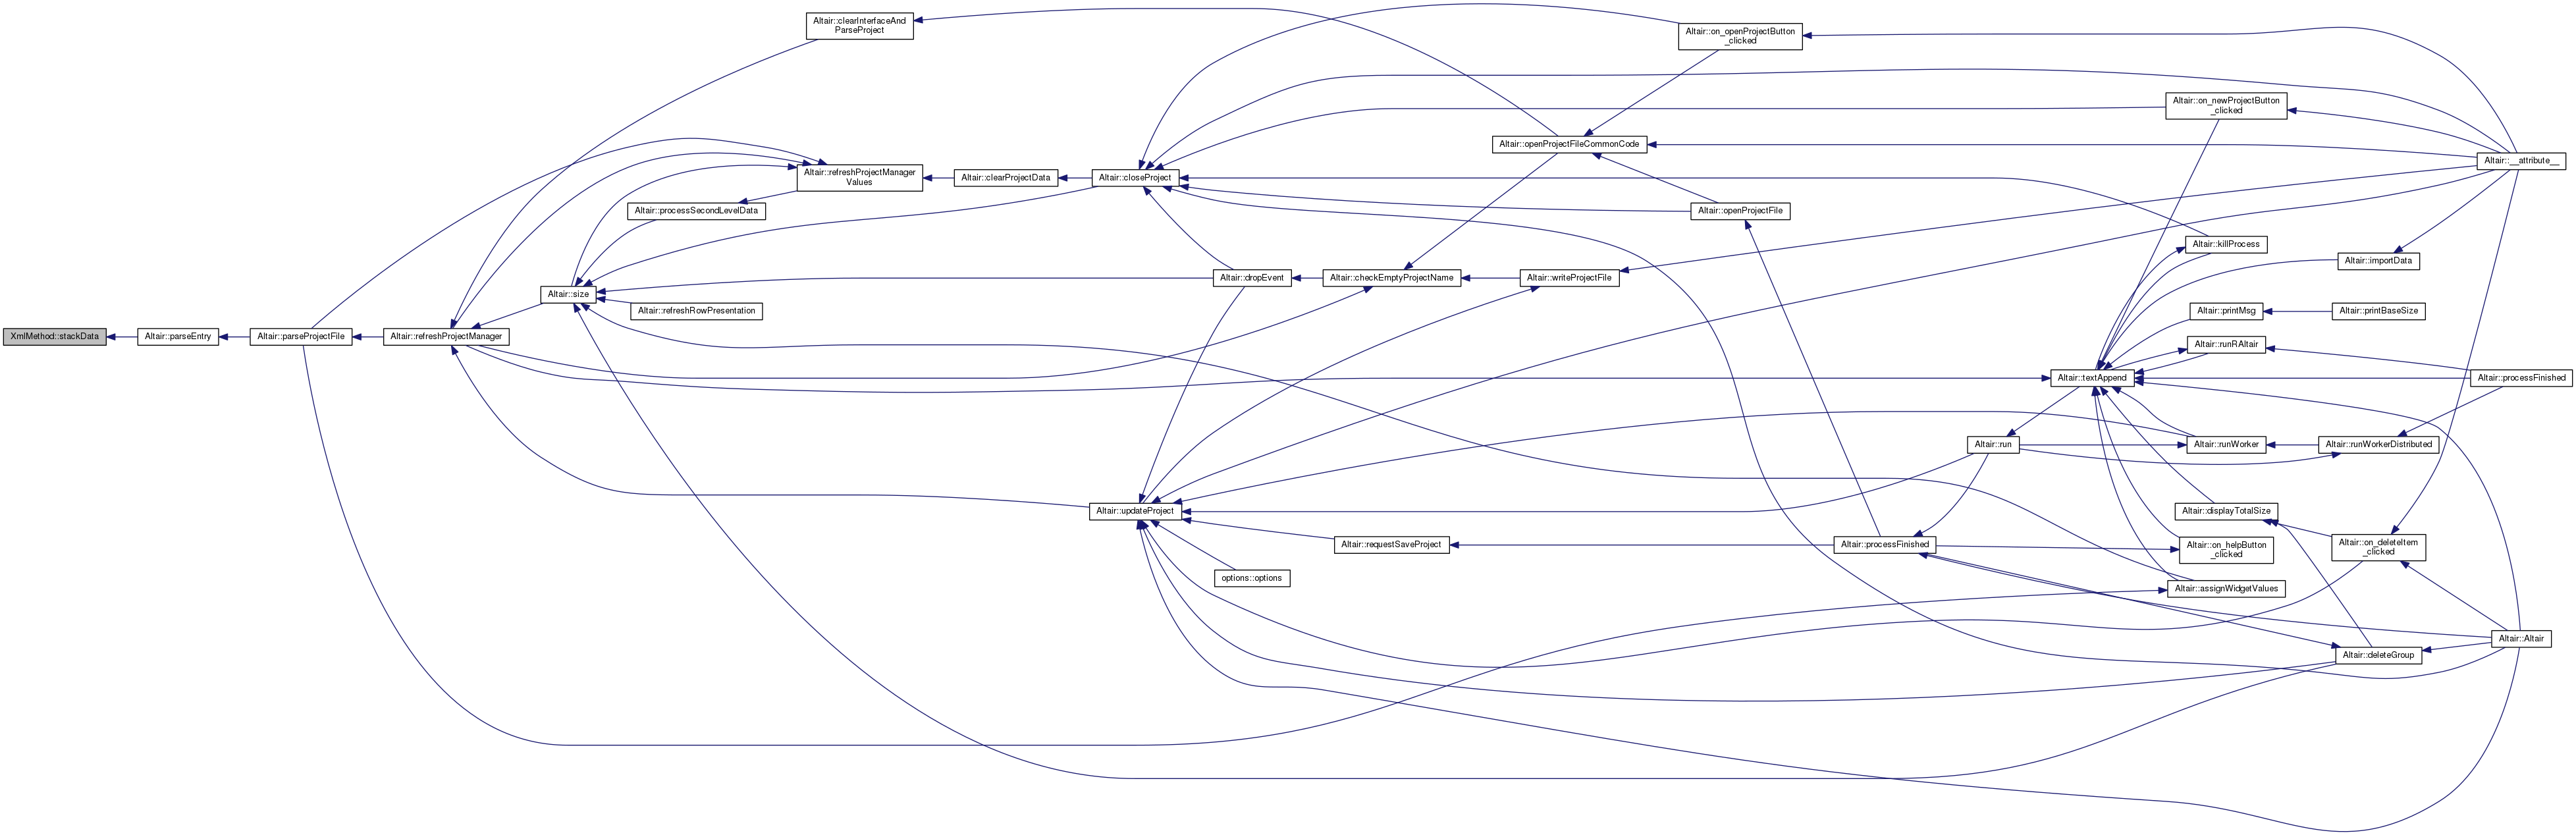 Altair::clearInterfaceAnd
ParseProject
Altair::on_openProjectButton
_clicked
Altair::on_newProjectButton
_clicked
Altair::openProjectFileCommonCode
Altair::__attribute__
Altair::refreshProjectManager
Values
Altair::clearProjectData
Altair::closeProject
Altair::processSecondLevelData
Altair::openProjectFile
Altair::killProcess
Altair::importData
Altair::dropEvent
Altair::checkEmptyProjectName
Altair::writeProjectFile
Altair::size
Altair::refreshRowPresentation
Altair::printMsg
Altair::printBaseSize
XmlMethod::stackData
Altair::parseEntry
Altair::parseProjectFile
Altair::refreshProjectManager
Altair::runRAltair
Altair::textAppend
Altair::processFinished
Altair::run
Altair::runWorker
Altair::runWorkerDistributed
Altair::updateProject
Altair::displayTotalSize
Altair::requestSaveProject
Altair::processFinished
Altair::on_helpButton
_clicked
Altair::on_deleteItem
_clicked
options::options
Altair::assignWidgetValues
Altair::Altair
Altair::deleteGroup